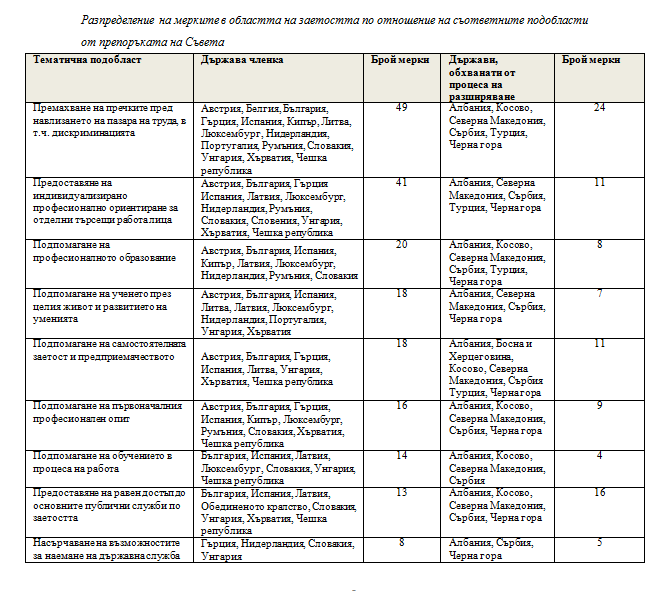 Разпределение на мерките в областта на заетостта по отношение на съответните подобласти
от препоръката на Съвета
Тематична подобласт
Държава членка
Брой мерки
Държави,
обхванати от
процеса на
разширяване
Брой мерки
Премахване на пречките пред
навлизането на пазара на труда, в
т.ч. дискриминацията
Австрия, Белгия, България,
Гърция, Испания, Кипър, Литва,
Люксембург, Нидерландия,
Португалия, Румъния, Словакия,
Унгария, Хърватия, Чешка
република
49
Албания, Косово,
Северна Македония,
Сърбия, Турция,
Черна гора
24
Предоставяне на
индивидуализирано
професионално ориентиране за
отделни търсещи работа лица
Австрия, България, Гърция
Испания, Латвия, Люксембург,
Нидерландия, Румъния,
Словакия, Словения, Унгария,
Хърватия, Чешка република
41
Албания, Северна
Македония, Сърбия,
Турция, Черна гора
11
Подпомагане на
професионалното образование
Австрия, България, Испания,
Кипър, Латвия, Люксембург,
Нидерландия, Румъния, Словакия
20
Албания, Косово,
Северна Македония,
Сърбия, Турция,
Черна гора
8
Подпомагане на ученето през
целия живот и развитието на
уменията
Австрия, България, Испания,
Литва, Латвия, Люксембург,
Нидерландия, Португалия,
Унгария, Хърватия
18
Албания, Северна
Македония, Сърбия,
Черна гора
7
Подпомагане на самостоятелната
заетост и предприемачеството
Австрия, България, Гърция,
Испания, Литва, Унгария,
Хърватия, Чешка република
18
Албания, Босна и
Херцеговина,
Косово, Северна
Македония, Сърбия
Турция, Черна гора
11
Подпомагане на първоначалния
професионален опит
Австрия, България, Гърция,
Испания, Кипър, Люксембург,
Румъния, Словакия, Хърватия,
Чешка република
16
Албания, Косово,
Северна Македония,
Сърбия, Черна гора
9
Подпомагане на обучението в
процеса на работа
България, Испания, Латвия,
Люксембург, Словакия, Унгария,
Чешка република
14
Албания, Косово,
Северна Македония,
Сърбия
4
Предоставяне на равен достъп до
основните публични служби по
заетостта
България, Испания, Латвия,
Обединеното кралство, Словакия,
Унгария, Хърватия, Чешка
република
13
Албания, Косово,
Северна Македония,
Сърбия, Черна гора
16
Насърчаване на възможностите
за наемане на държавна служба
Гърция, Нидерландия, Словакия,
Унгария
8
Албания, Сърбия,
Черна гора
5